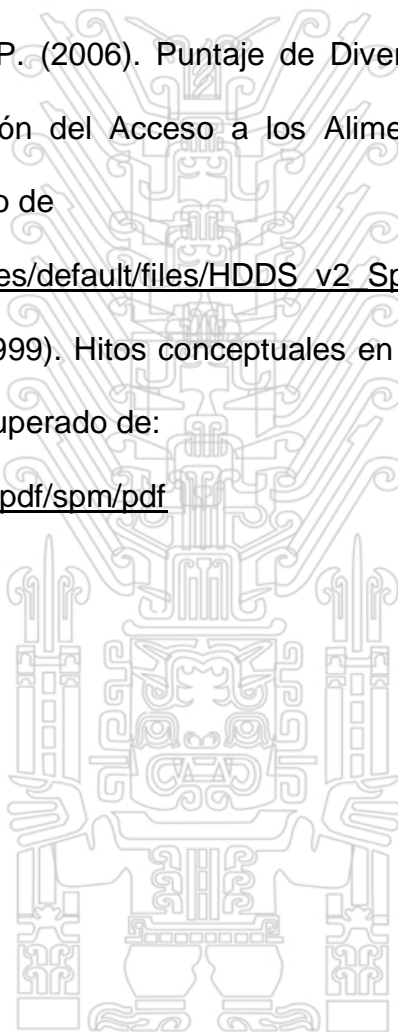 P. (2006). Puntaje de Diver
ón del Acceso a los Alime
o de
es/default/files/HDDS_v2_Sp
999). Hitos conceptuales en
uperado de:
pdf/spm/pdf